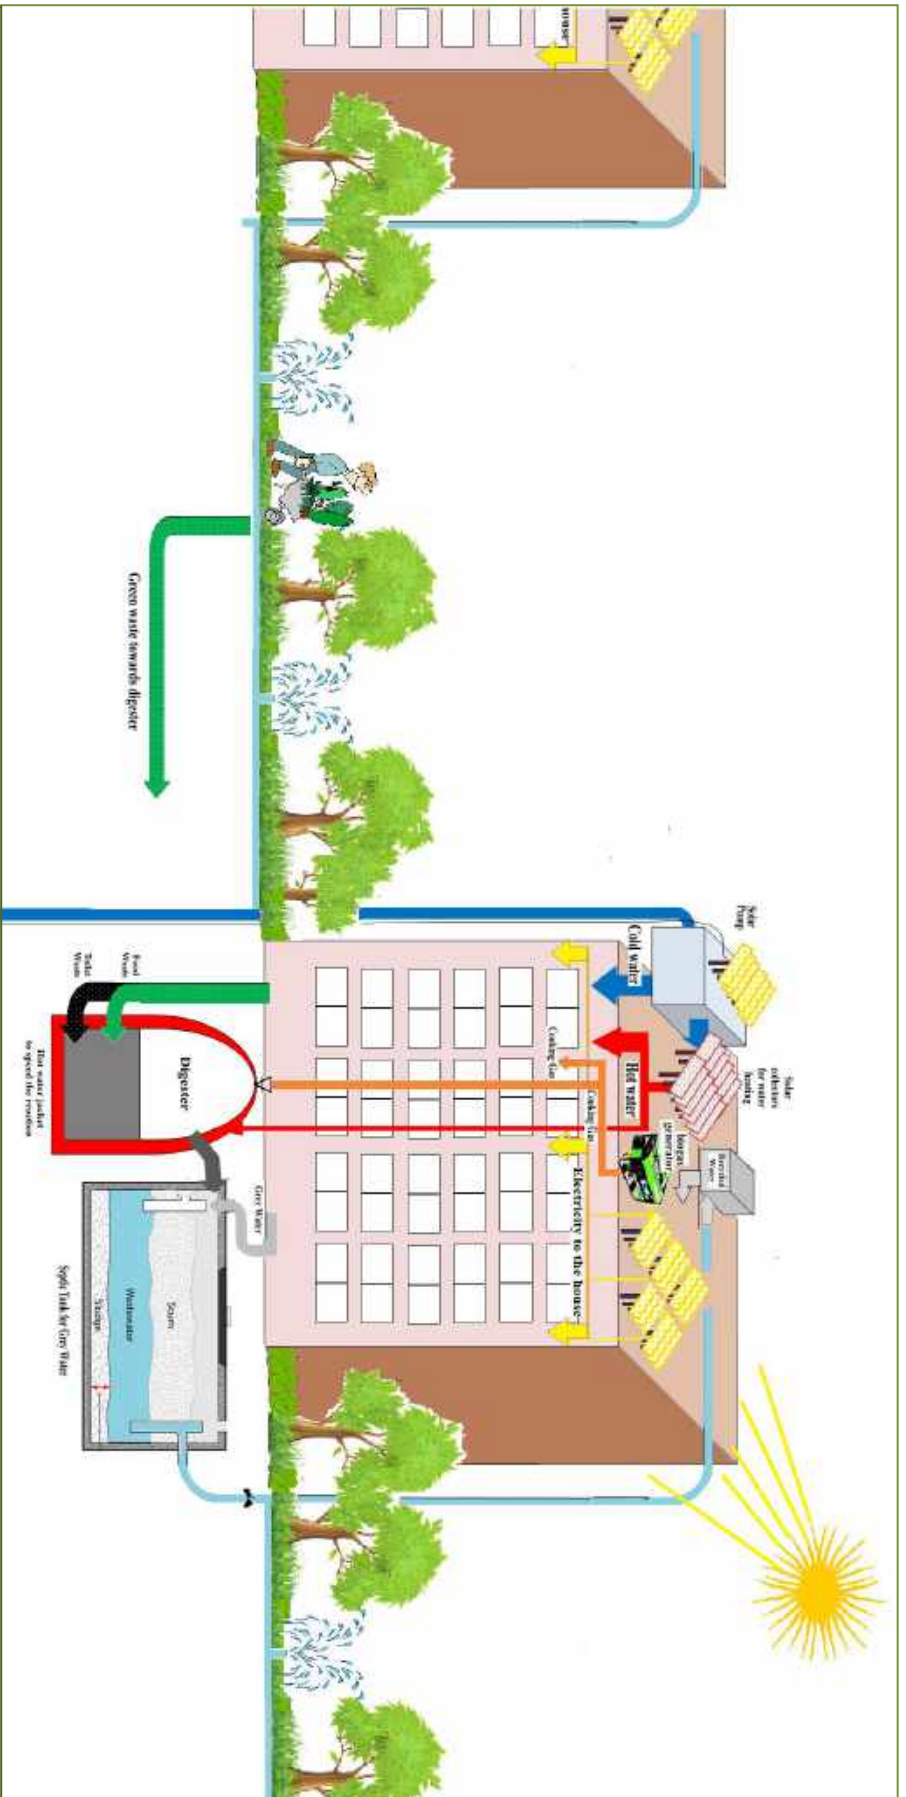 house
Green waste towards digester
Solar
Pump
Cold water
Solar
collectors
for water
heating
Hot water
Cooking Gas
Cooking Gas
biogas
generator
Recycled
Water
Electricity to the house
Food
Waste
Toilet
Waste
Digester
Hot water jacket
to speed the reaction
Grey Water
Scum
Wastewater
Sludge
Septic Tank for Grey Water